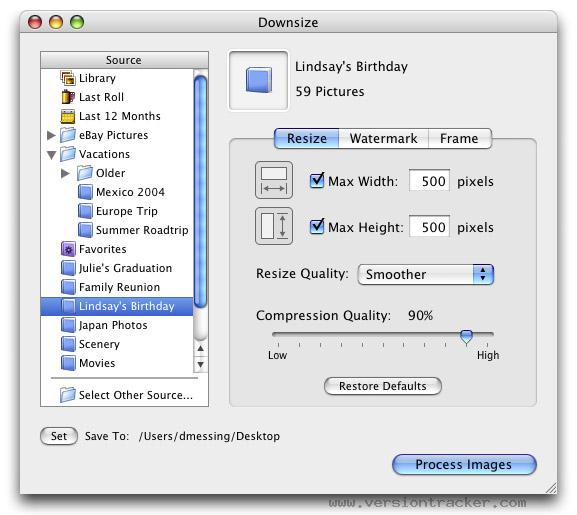 Downsize
Source
Library
Last Roll
Last 12 Months
eBay Pictures
Vacations
Older
Mexico 2004
Europe Trip
Summer Roadtrip
Favorites
Julie's Graduation
Family Reunion
Lindsay's Birthday
Japan Photos
Scenery
Movies
Select Other Source...
Lindsay's Birthday
59 Pictures
Resize Watermark Frame
Max Width: 500 pixels
Max Height: 500 pixels
Resize Quality: Smoother
Compression Quality: 90%
Low High
Restore Defaults
Set Save To: /Users/dmessing/Desktop
Process Images
www.versiontracker.com